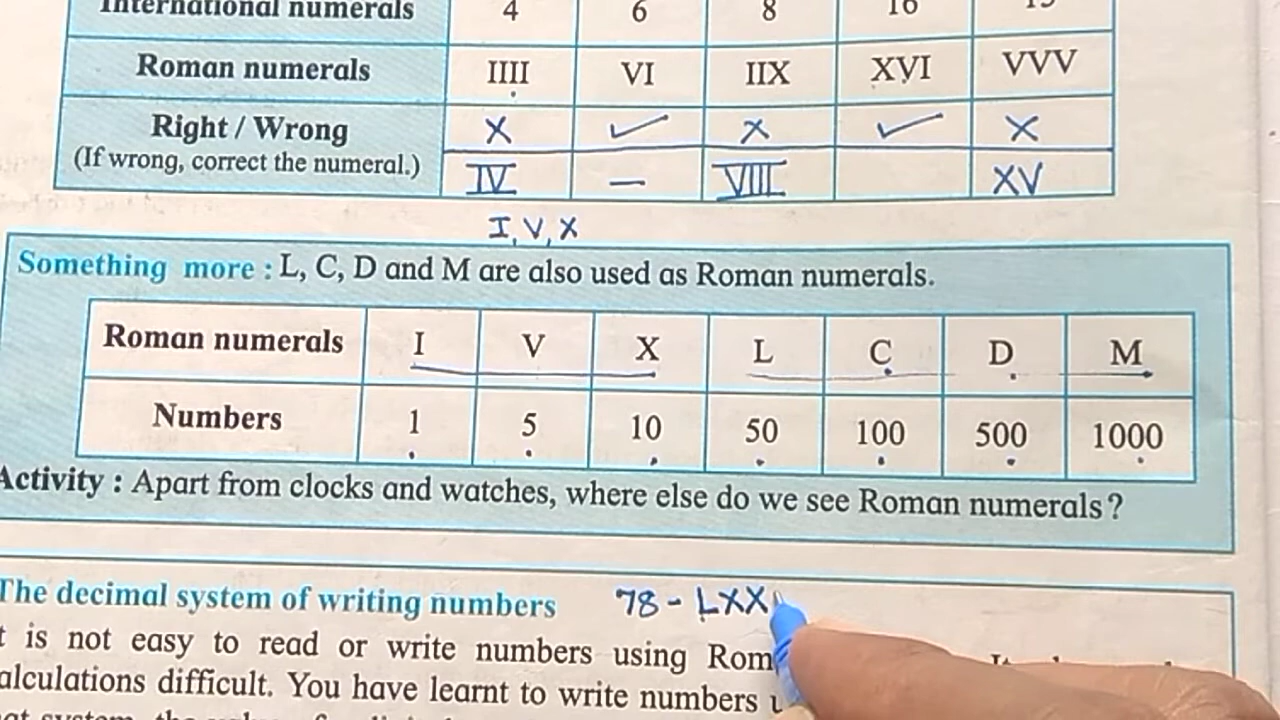 International numerals 4 6 8 16 15
Roman numerals IIII VI IIX XVI VVV
Right / Wrong × ✓ × ✓ ×
(If wrong, correct the numeral.) IV — VIII XV
I, V, X
Something more : L, C, D and M are also used as Roman numerals.
Roman numerals I V X L C D M
Numbers 1 5 10 50 100 500 1000
Activity : Apart from clocks and watches, where else do we see Roman numerals?
The decimal system of writing numbers 78 - LXX
t is not easy to read or write numbers using Rom
alculations difficult. You have learnt to write numbers u